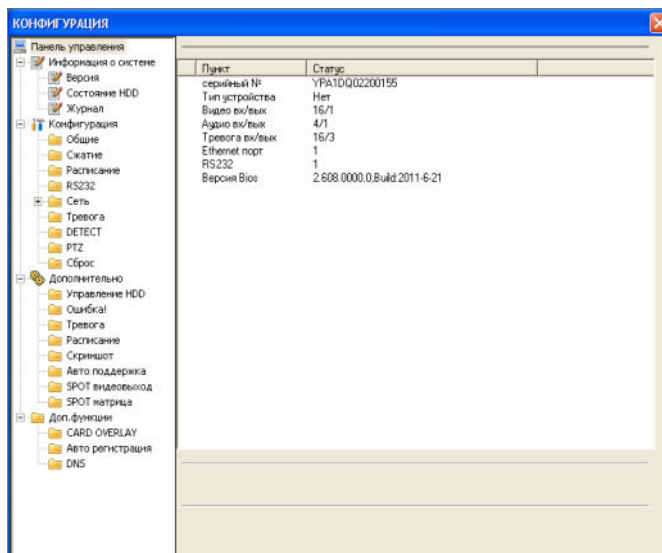 КОНФИГУРАЦИЯ
Панель управления
Информация о системе
Версия
Состояние HDD
Журнал
Конфигурация
Общие
Сжатие
Расписание
RS232
Сеть
Тревога
DETECT
PTZ
Сброс
Дополнительно
Управление HDD
Ошибка!
Тревога
Расписание
Скриншот
Авто поддержка
SPOT видеовыход
SPOT матрица
Доп.функции
CARD OVERLAY
Авто регистрация
DNS
Пункт Статус
серийный № YPA1DQ02200155
Тип устройства Нет
Видео вх/вых 16/1
Аудио вх/вых 4/1
Тревога вх/вых 16/3
Ethernet порт 1
RS232 1
Версия Bios 2.608.0000.0,Build:2011-6-21